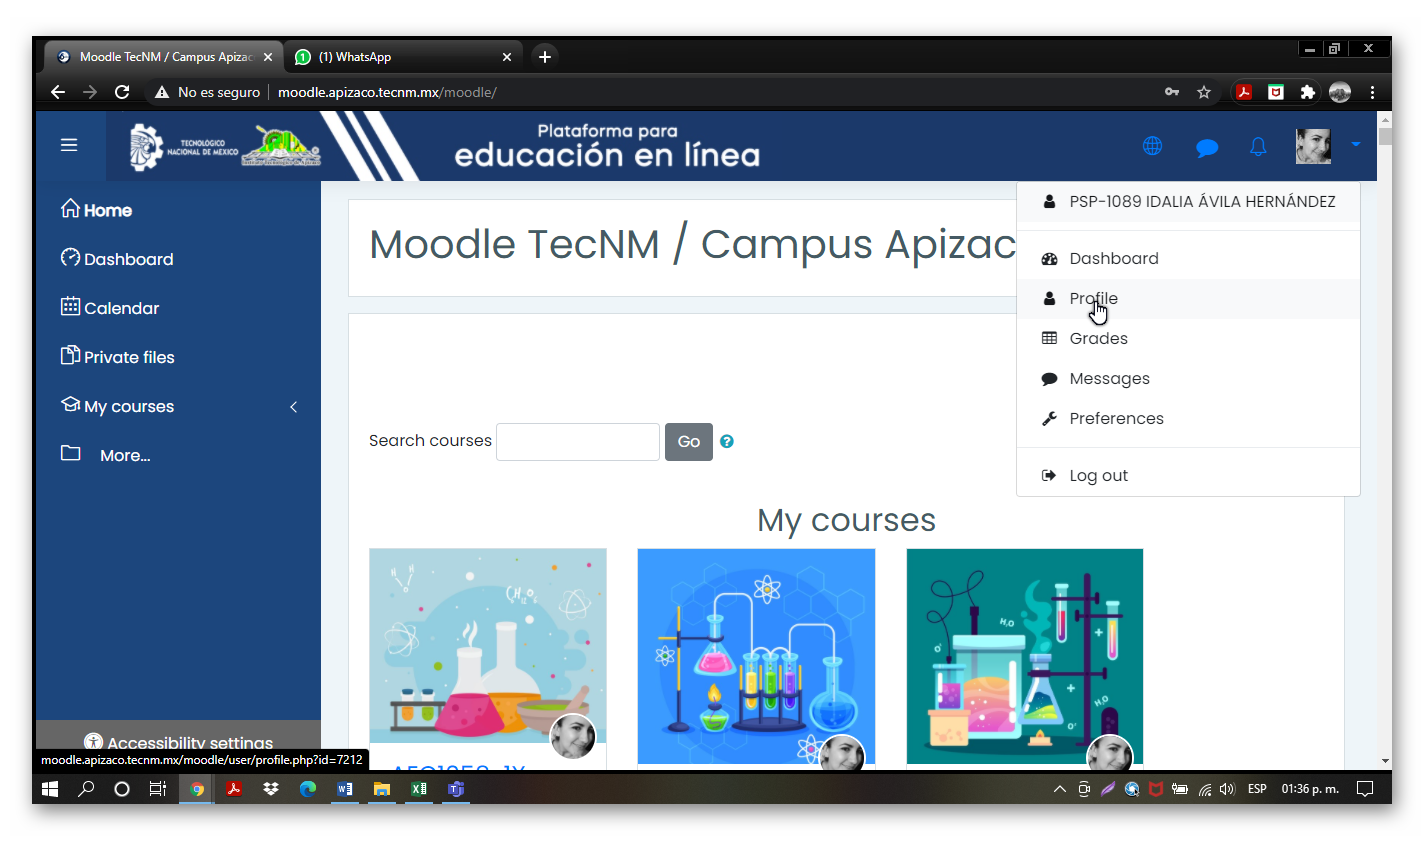 Moodle TecNM / Campus Apizac
(1) WhatsApp
No es seguro
moodle.apizaco.tecnm.mx/moodle/
TECNOLÓGICO
NACIONAL DE MÉXICO
Plataforma para
educación en línea
Home
Dashboard
Calendar
Private files
My courses
More...
Accessibility settings
moodle.apizaco.tecnm.mx/moodle/user/profile.php?id=7212
Moodle TecNM / Campus Apizac
PSP-1089 IDALIA ÁVILA HERNÁNDEZ
Dashboard
Profile
Grades
Messages
Preferences
Log out
Search courses
Go
My courses
H₂O
H₂O
ESP
01:36 p. m.